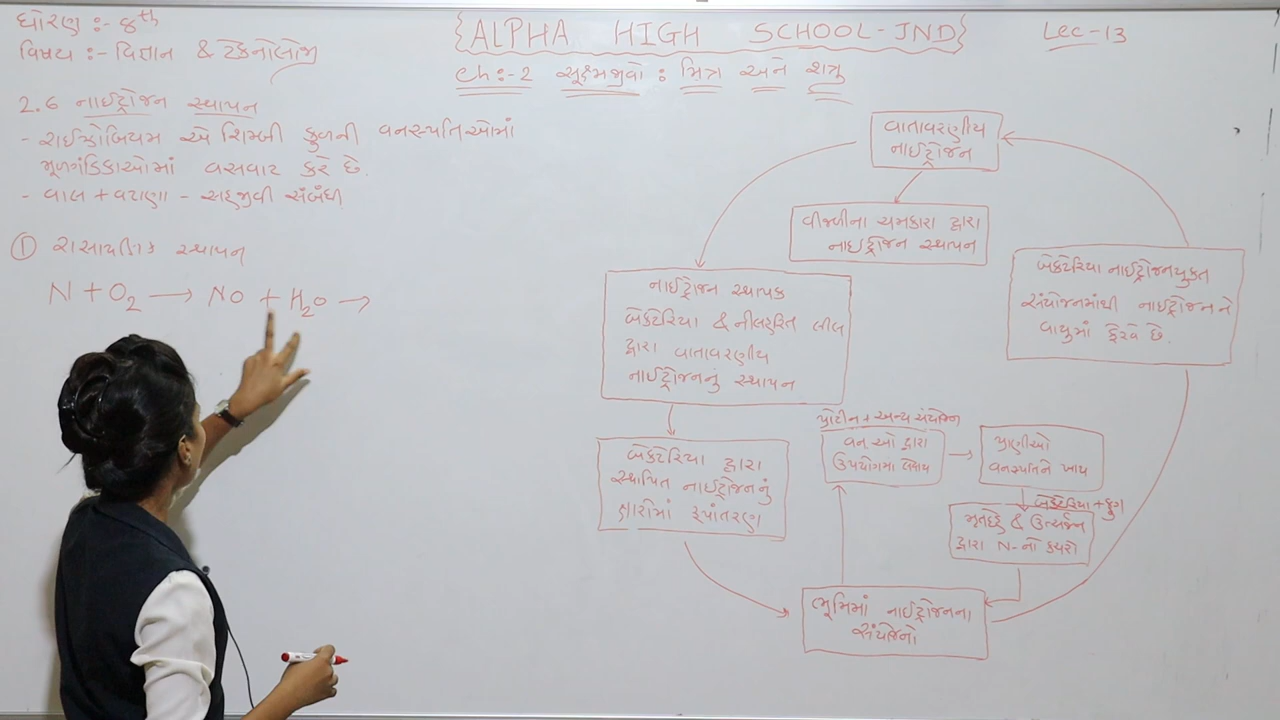 ધોરણ :- 8th
વિષય :- વિજ્ઞાન & ટેકનોલોજી
{ALPHA HIGH SCHOOL-JND}
Lec-13
ch:-2 સૂક્ષ્મજીવો : મિત્ર અને શત્રુ
2.6 નાઈટ્રોજન સ્થાપન
- રાઈઝોબિયમ એ શિમ્બી કુળની વનસ્પતિઓમાં
મૂળગંડિકાઓમાં વસવાટ કરે છે.
- વાલ + વટાણા - સહજીવી સંબંધ
① રાસાયણિક સ્થાપન
N + O2 → NO + H2O →
વાતાવરણીય
નાઈટ્રોજન
વીજળીના ચમકારા દ્વારા
નાઈટ્રોજન સ્થાપન
નાઈટ્રોજન સ્થાપક
બેક્ટેરિયા & નીલહરિત લીલ
દ્વારા વાતાવરણીય
નાઈટ્રોજનનું સ્થાપન
બેક્ટેરિયા નાઈટ્રોજનયુક્ત
સંયોજનમાંથી નાઈટ્રોજનને
વાયુમાં ફેરવે છે.
બેક્ટેરિયા દ્વારા
સ્થાપિત નાઈટ્રોજનનું
ક્ષારોમાં રૂપાંતરણ
પ્રોટીન + અન્ય સંયોજન
વન ઓ દ્વારા
ઉપયોગમા લેવાય
પ્રાણીઓ
વનસ્પતિને ખાય
બેક્ટેરિયા + ફુગ
મૃતદેહ & ઉત્સર્જન
દ્વારા N-નો કચરો
ભૂમિમાં નાઈટ્રોજનના
સંયોજનો